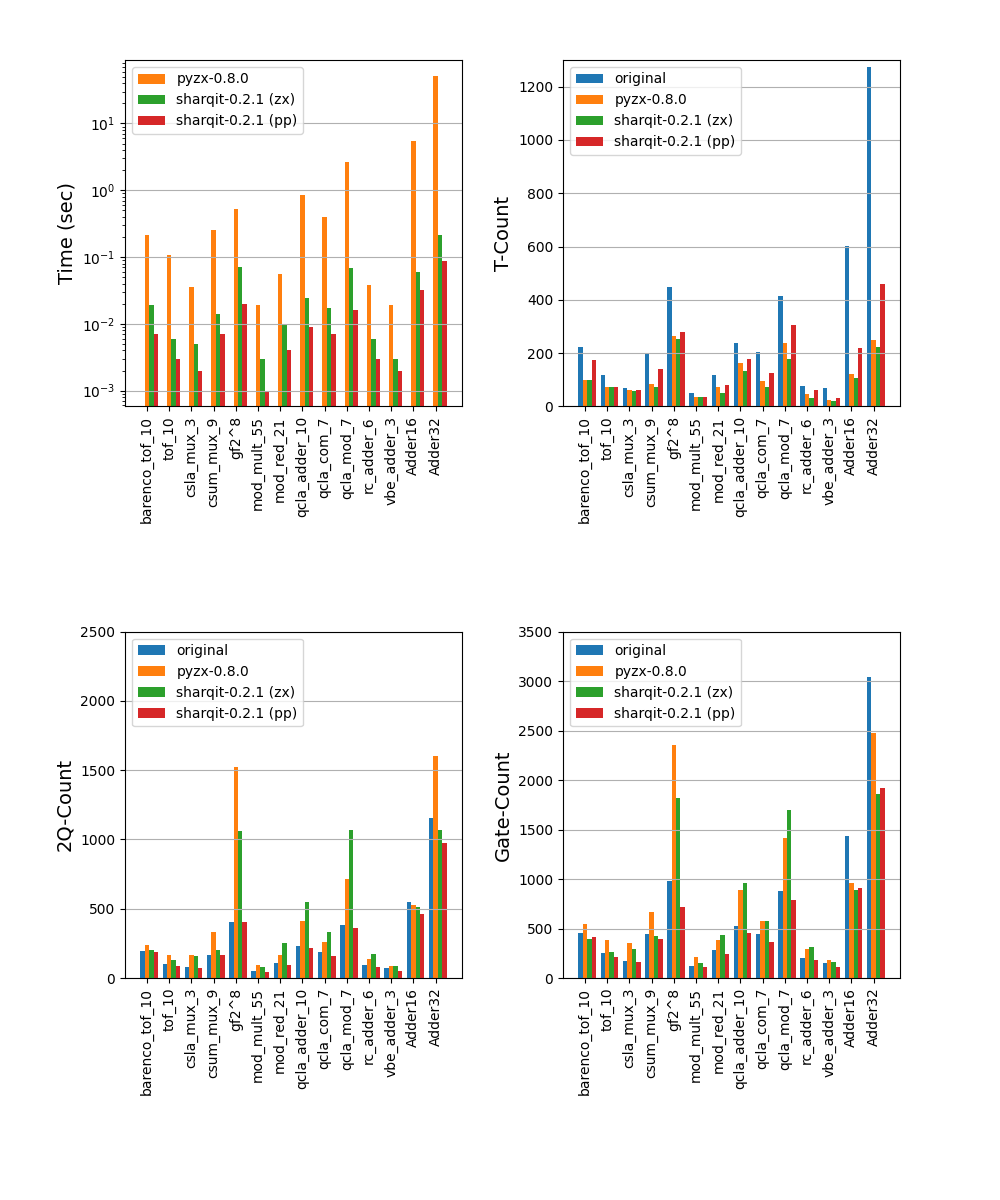 pyzx-0.8.0
sharqit-0.2.1 (zx)
sharqit-0.2.1 (pp)
Time (sec)
10¹
10⁰
10⁻¹
10⁻²
10⁻³
barenco_tof_10
tof_10
csla_mux_3
csum_mux_9
gf2^8
mod_mult_55
mod_red_21
qcla_adder_10
qcla_com_7
qcla_mod_7
rc_adder_6
vbe_adder_3
Adder16
Adder32
original
pyzx-0.8.0
sharqit-0.2.1 (zx)
sharqit-0.2.1 (pp)
T-Count
1200
1000
800
600
400
200
0
barenco_tof_10
tof_10
csla_mux_3
csum_mux_9
gf2^8
mod_mult_55
mod_red_21
qcla_adder_10
qcla_com_7
qcla_mod_7
rc_adder_6
vbe_adder_3
Adder16
Adder32
original
pyzx-0.8.0
sharqit-0.2.1 (zx)
sharqit-0.2.1 (pp)
2Q-Count
2500
2000
1500
1000
500
0
barenco_tof_10
tof_10
csla_mux_3
csum_mux_9
gf2^8
mod_mult_55
mod_red_21
qcla_adder_10
qcla_com_7
qcla_mod_7
rc_adder_6
vbe_adder_3
Adder16
Adder32
original
pyzx-0.8.0
sharqit-0.2.1 (zx)
sharqit-0.2.1 (pp)
Gate-Count
3500
3000
2500
2000
1500
1000
500
0
barenco_tof_10
tof_10
csla_mux_3
csum_mux_9
gf2^8
mod_mult_55
mod_red_21
qcla_adder_10
qcla_com_7
qcla_mod_7
rc_adder_6
vbe_adder_3
Adder16
Adder32